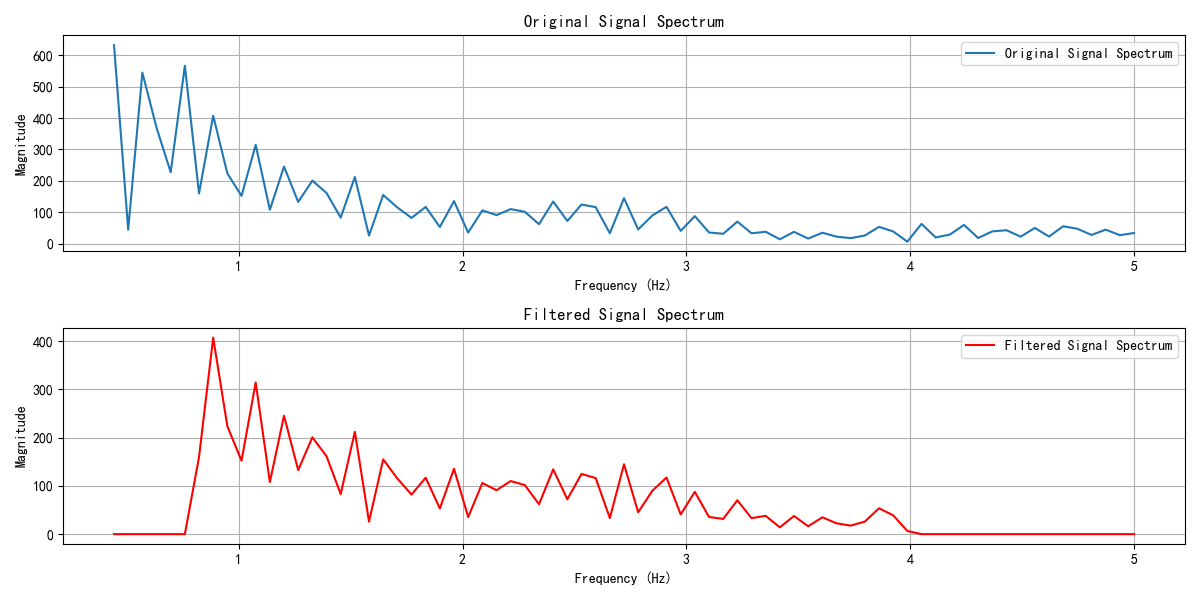 Original Signal Spectrum
Original Signal Spectrum
Magnitude
600
500
400
300
200
100
0
1
2
3
4
5
Frequency (Hz)
Filtered Signal Spectrum
Filtered Signal Spectrum
Magnitude
400
300
200
100
0
1
2
3
4
5
Frequency (Hz)